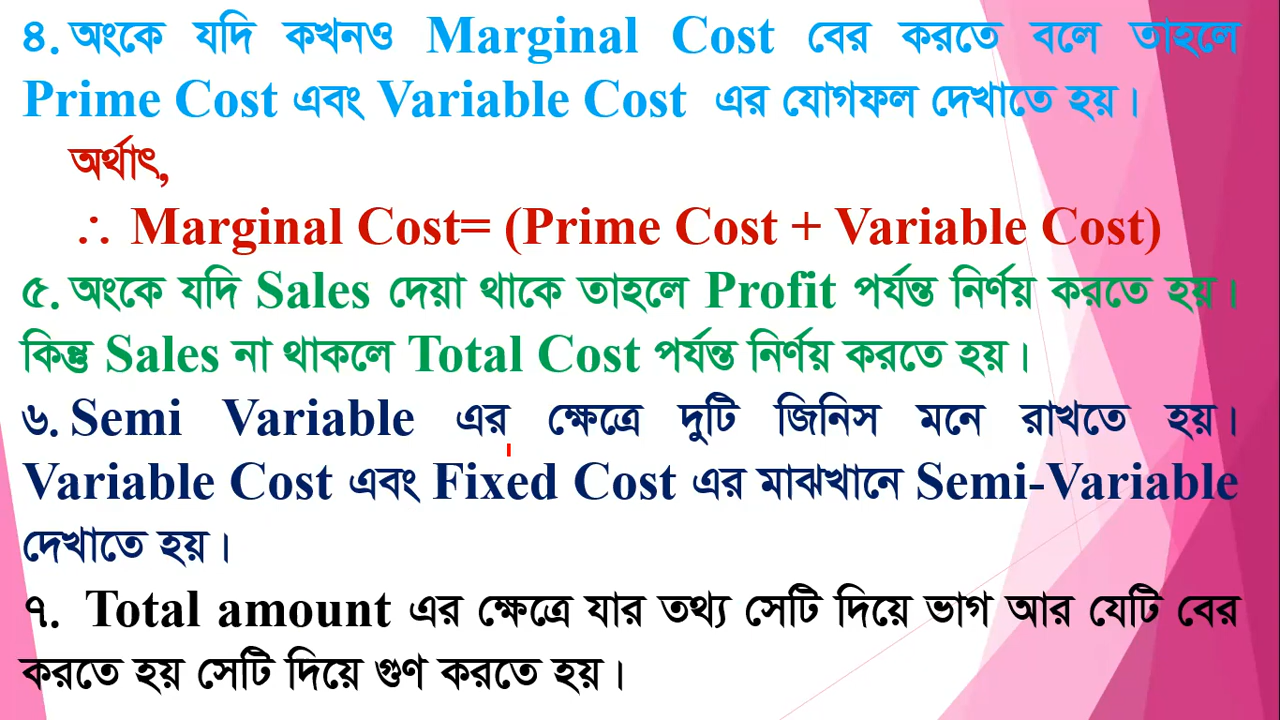 ৪. অংকে যদি কখনও Marginal Cost বের করতে বলে তাহলে
Prime Cost এবং Variable Cost এর যোগফল দেখাতে হয়।
অর্থাৎ,
∴ Marginal Cost= (Prime Cost + Variable Cost)
৫. অংকে যদি Sales দেয়া থাকে তাহলে Profit পর্যন্ত নির্ণয় করতে হয়।
কিন্তু Sales না থাকলে Total Cost পর্যন্ত নির্ণয় করতে হয়।
৬. Semi Variable এর ক্ষেত্রে দুটি জিনিস মনে রাখতে হয়।
Variable Cost এবং Fixed Cost এর মাঝখানে Semi-Variable
দেখাতে হয়।
৭. Total amount এর ক্ষেত্রে যার তথ্য সেটি দিয়ে ভাগ আর যেটি বের
করতে হয় সেটি দিয়ে গুণ করতে হয়।